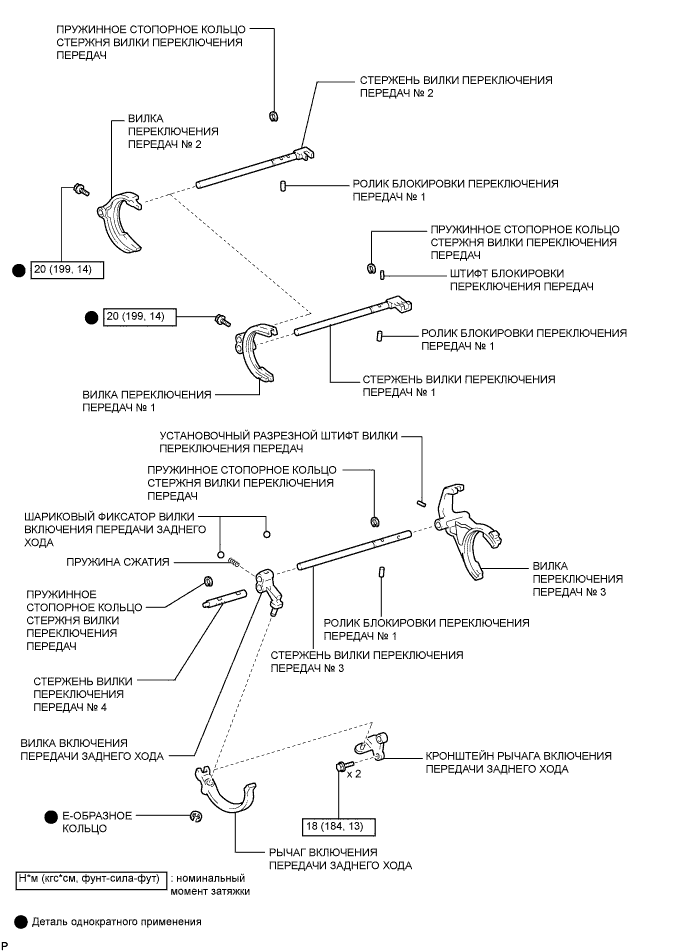 ПРУЖИННОЕ СТОПОРНОЕ КОЛЬЦО
СТЕРЖНЯ ВИЛКИ ПЕРЕКЛЮЧЕНИЯ
ПЕРЕДАЧ
СТЕРЖЕНЬ ВИЛКИ ПЕРЕКЛЮЧЕНИЯ
ПЕРЕДАЧ № 2
ВИЛКА
ПЕРЕКЛЮЧЕНИЯ
ПЕРЕДАЧ № 2
РОЛИК БЛОКИРОВКИ ПЕРЕКЛЮЧЕНИЯ
ПЕРЕДАЧ № 1
ПРУЖИННОЕ СТОПОРНОЕ КОЛЬЦО
СТЕРЖНЯ ВИЛКИ ПЕРЕКЛЮЧЕНИЯ
ПЕРЕДАЧ
20 (199, 14)
ШТИФТ БЛОКИРОВКИ
ПЕРЕКЛЮЧЕНИЯ ПЕРЕДАЧ
20 (199, 14)
РОЛИК БЛОКИРОВКИ ПЕРЕКЛЮЧЕНИЯ
ПЕРЕДАЧ № 1
СТЕРЖЕНЬ ВИЛКИ ПЕРЕКЛЮЧЕНИЯ
ПЕРЕДАЧ № 1
ВИЛКА ПЕРЕКЛЮЧЕНИЯ
ПЕРЕДАЧ № 1
УСТАНОВОЧНЫЙ РАЗРЕЗНОЙ ШТИФТ ВИЛКИ
ПЕРЕКЛЮЧЕНИЯ ПЕРЕДАЧ
ПРУЖИННОЕ СТОПОРНОЕ КОЛЬЦО
СТЕРЖНЯ ВИЛКИ ПЕРЕКЛЮЧЕНИЯ
ПЕРЕДАЧ
ШАРИКОВЫЙ ФИКСАТОР ВИЛКИ
ВКЛЮЧЕНИЯ ПЕРЕДАЧИ ЗАДНЕГО
ХОДА
ПРУЖИНА СЖАТИЯ
ВИЛКА
ПЕРЕКЛЮЧЕНИЯ
ПЕРЕДАЧ № 3
ПРУЖИННОЕ
СТОПОРНОЕ КОЛЬЦО
СТЕРЖНЯ ВИЛКИ
ПЕРЕКЛЮЧЕНИЯ
ПЕРЕДАЧ
РОЛИК БЛОКИРОВКИ ПЕРЕКЛЮЧЕНИЯ
ПЕРЕДАЧ № 1
СТЕРЖЕНЬ ВИЛКИ ПЕРЕКЛЮЧЕНИЯ
ПЕРЕДАЧ № 3
СТЕРЖЕНЬ ВИЛКИ
ПЕРЕКЛЮЧЕНИЯ
ПЕРЕДАЧ № 4
ВИЛКА ВКЛЮЧЕНИЯ
ПЕРЕДАЧИ ЗАДНЕГО ХОДА
КРОНШТЕЙН РЫЧАГА ВКЛЮЧЕНИЯ
ПЕРЕДАЧИ ЗАДНЕГО ХОДА
x 2
Е-ОБРАЗНОЕ
КОЛЬЦО
18 (184, 13)
РЫЧАГ ВКЛЮЧЕНИЯ
ПЕРЕДАЧИ ЗАДНЕГО ХОДА
Н*м (кгс*см, фунт-сила-фут) : номинальный
момент затяжки
Деталь однократного применения
P